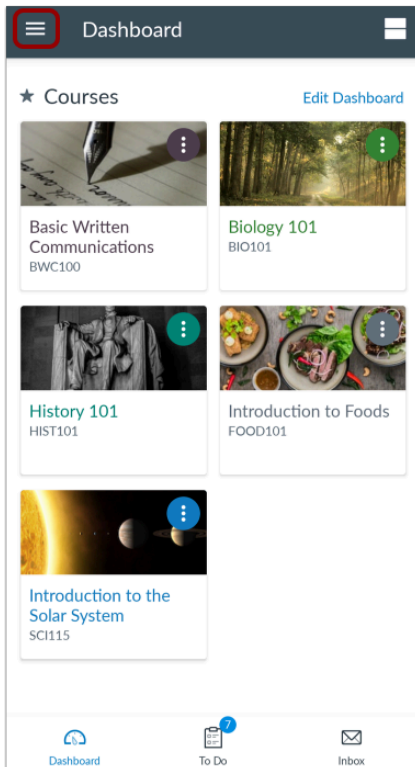 Dashboard
Courses
Edit Dashboard
Basic Written
Communications
BWC100
Biology 101
BIO101
History 101
HIST101
Introduction to Foods
FOOD101
Introduction to the
Solar System
SCI115
7
Dashboard
To Do
Inbox